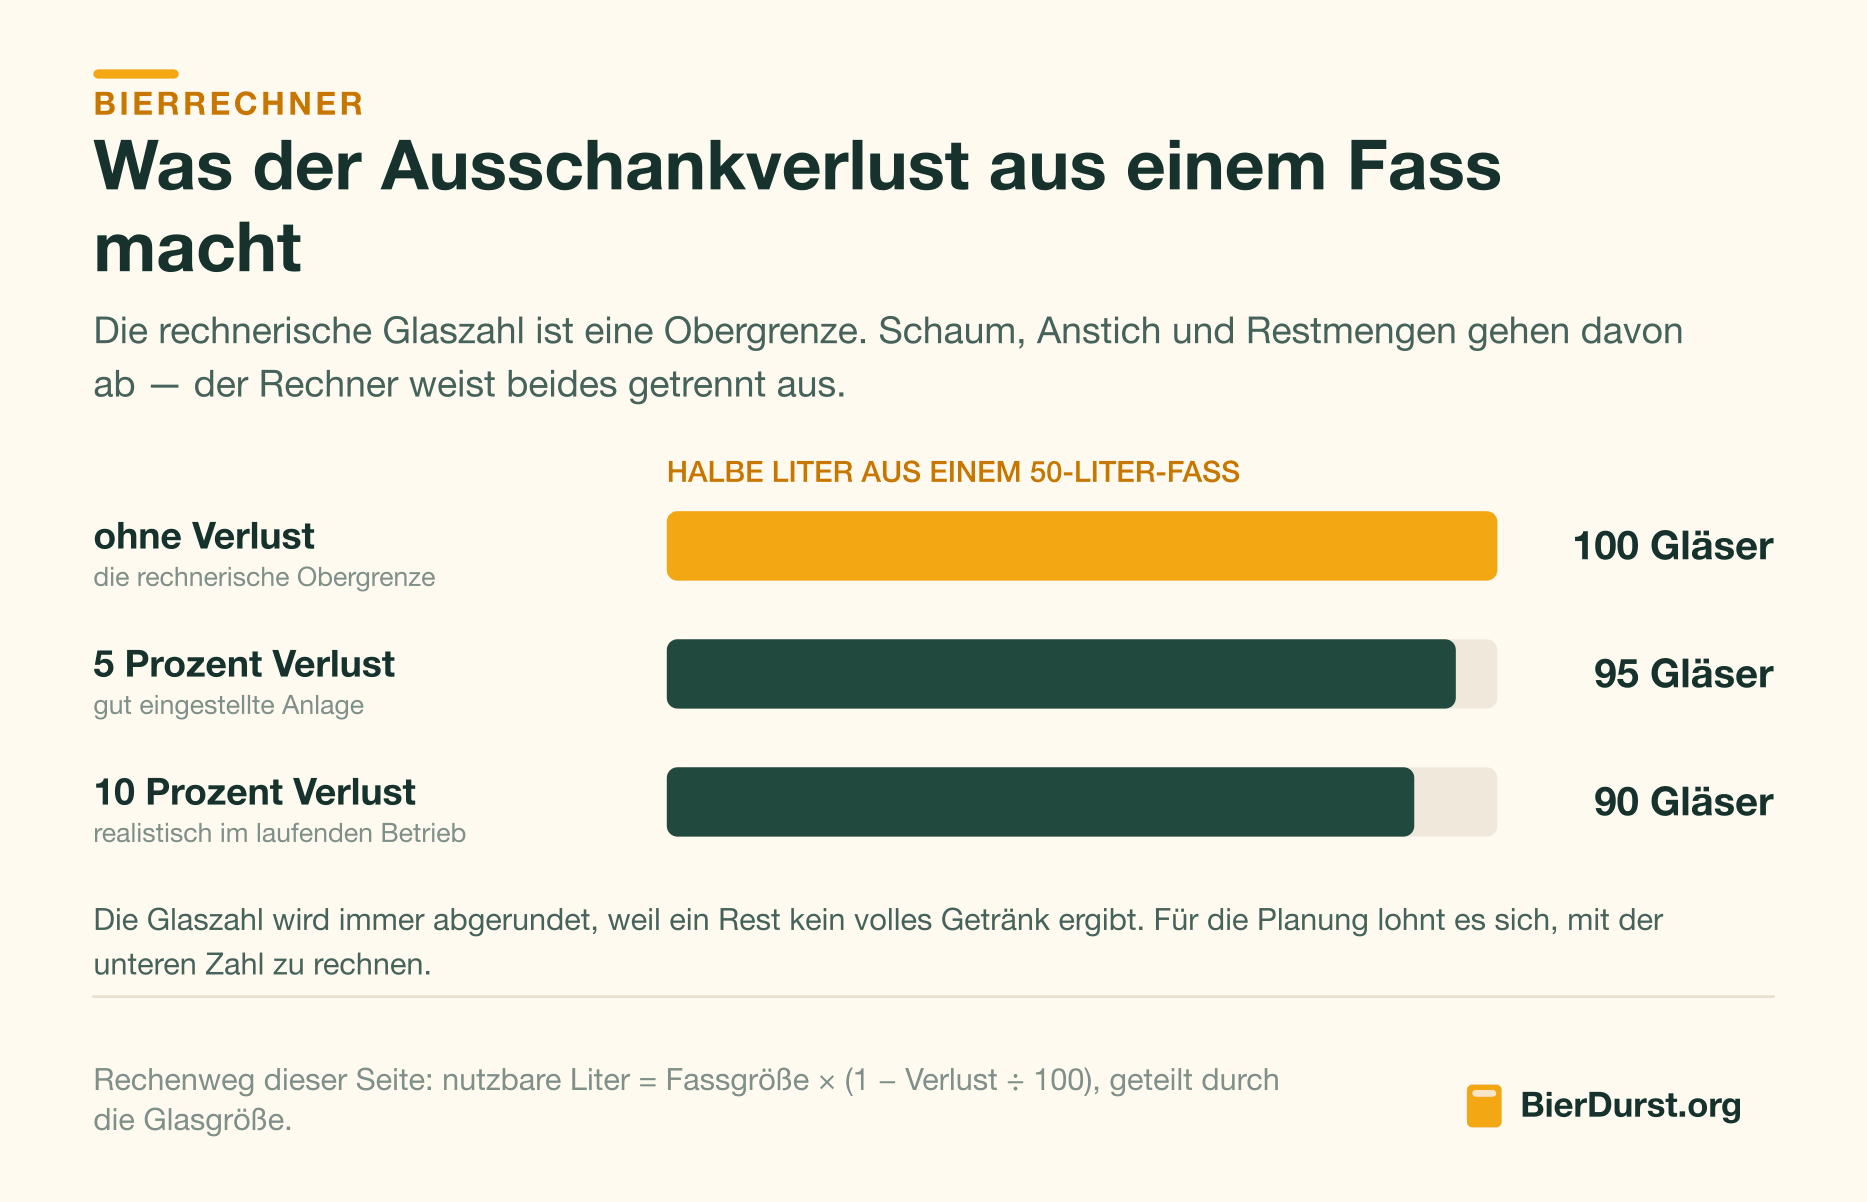 BIERRECHNER
Was der Ausschankverlust aus einem Fass
macht
Die rechnerische Glaszahl ist eine Obergrenze. Schaum, Anstich und Restmengen gehen davon
ab — der Rechner weist beides getrennt aus.
HALBE LITER AUS EINEM 50-LITER-FASS
ohne Verlust
die rechnerische Obergrenze
100 Gläser
5 Prozent Verlust
gut eingestellte Anlage
95 Gläser
10 Prozent Verlust
realistisch im laufenden Betrieb
90 Gläser
Die Glaszahl wird immer abgerundet, weil ein Rest kein volles Getränk ergibt. Für die Planung lohnt es sich, mit der
unteren Zahl zu rechnen.
Rechenweg dieser Seite: nutzbare Liter = Fassgröße × (1 − Verlust ÷ 100), geteilt durch
die Glasgröße.
BierDurst.org